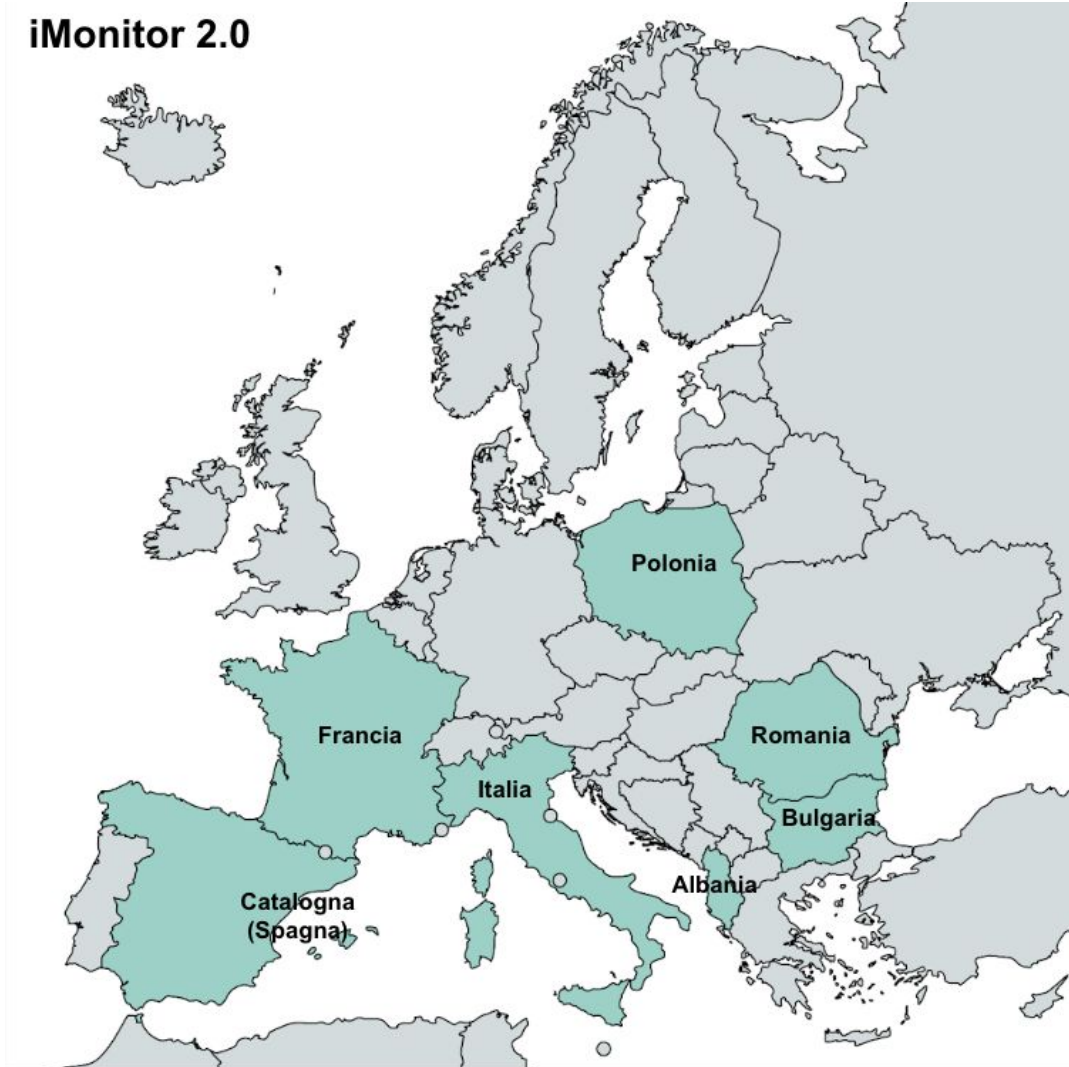 iMonitor 2.0
Polonia
Francia
Romania
Italia
Bulgaria
Albania
Catalogna
(Spagna)